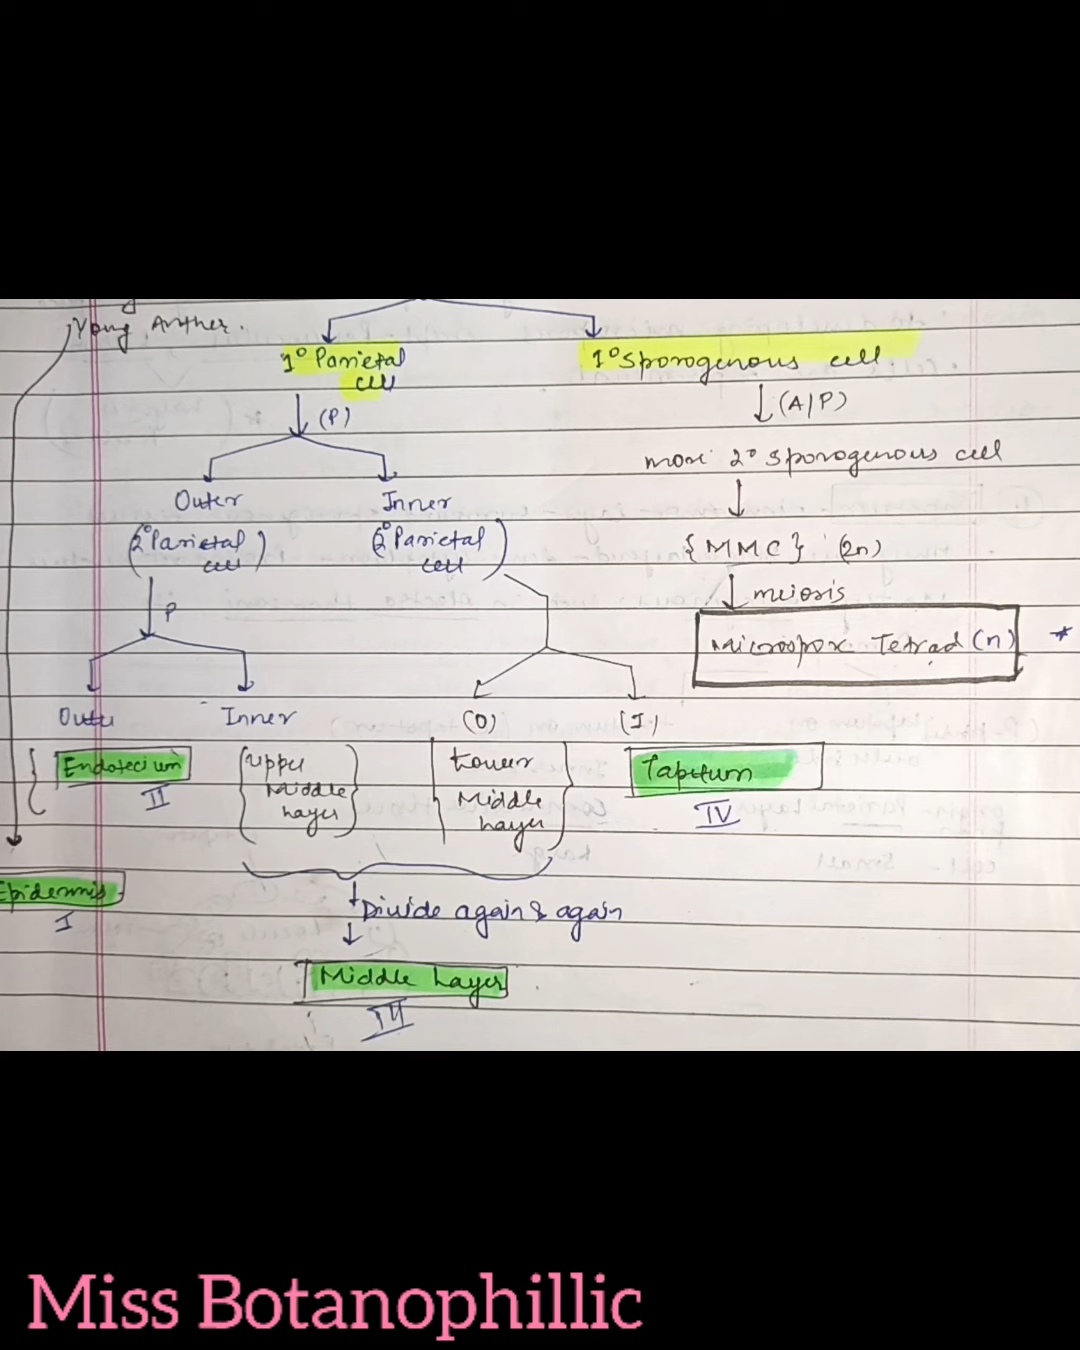 Young Anther.
1° Parietal
cell
1° Sporogenous cell
(P)
(A/P)
more 2° Sporogenous cell
Outer
Inner
(2° Parietal
cell)
(2° Parietal
cell)
{MMC} (2n)
P
meiosis
Microspore Tetrad (n) *
Outer
Inner
(O)
(I)
Endotecium
II
Upper
Middle
Layer
Lower
Middle
Layer
Tapetum
IV
Epidermis
I
Divide again & again
Middle Layer
III
Miss Botanophillic